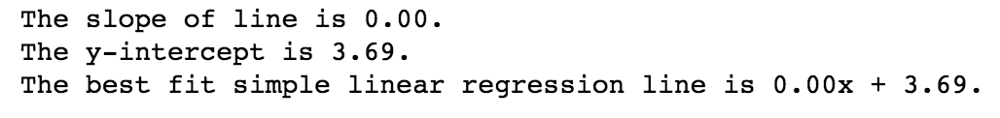 The slope of line is 0.00.
The y-intercept is 3.69.
The best fit simple linear regression line is 0.00x + 3.69.